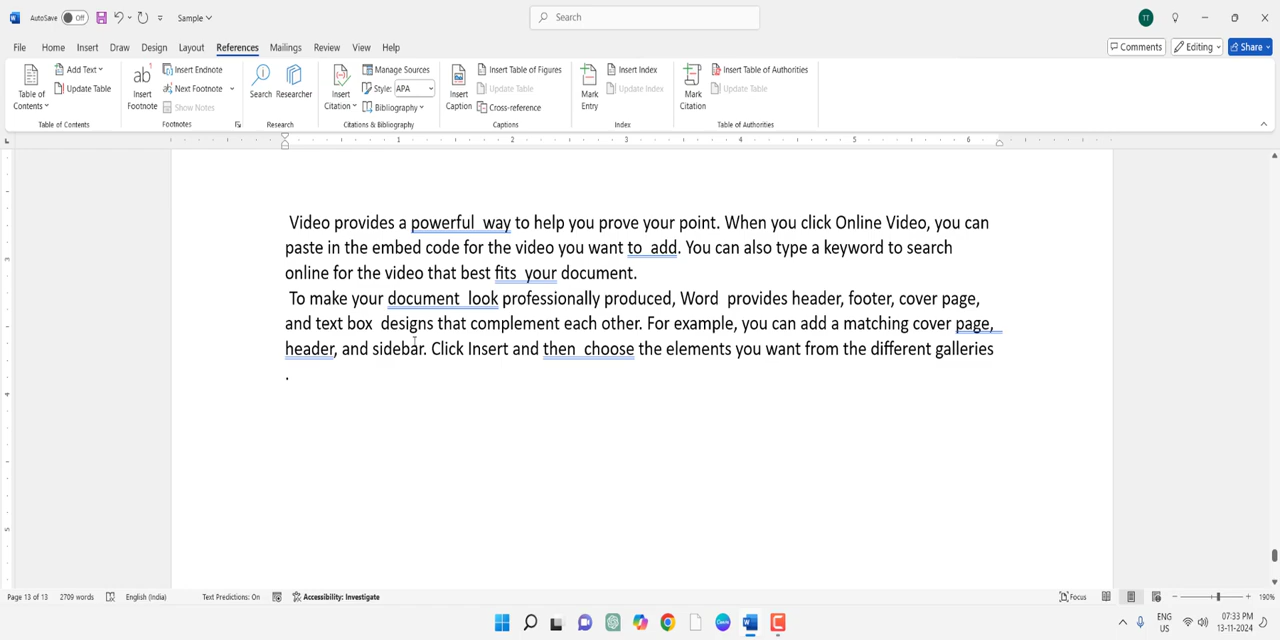 AutoSave Off Sample Search TT
File Home Insert Draw Design Layout References Mailings Review View Help Comments Editing Share
Table of Contents Add Text Update Table Table of Contents
Insert Footnote ab Insert Endnote Next Footnote Show Notes Footnotes
Search Researcher Research
Insert Citation Manage Sources Style: APA Bibliography Citations & Bibliography
Insert Caption Insert Table of Figures Update Table Cross-reference Captions
Mark Entry Insert Index Update Index Index
Mark Citation Insert Table of Authorities Update Table Table of Authorities
1 2 3 4 5 6
Video provides a powerful  way to help you prove your point. When you click Online Video, you can
paste in the embed code for the video you want to  add. You can also type a keyword to search
online for the video that best fits  your document.
To make your document  look professionally produced, Word  provides header, footer, cover page,
and text box  designs that complement each other. For example, you can add a matching cover page,
header, and sidebar. Click Insert and then  choose the elements you want from the different galleries
.
Page 13 of 13 2709 words English (India) Text Predictions: On Accessibility: Investigate Focus 190%
ENG US 07:33 PM 13-11-2024